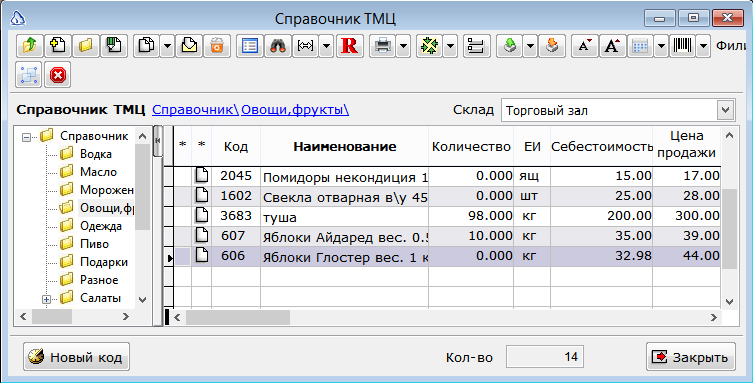 Справочник ТМЦ
R А А Фили
Справочник ТМЦ Справочник\ Овощи,фрукты\ Склад Торговый зал
Справочник
Водка
Масло
Морожен
Овощи,фр
Одежда
Пиво
Подарки
Разное
Салаты
* * Код Наименование Количество ЕИ Себестоимость Цена продажи
2045 Помидоры некондиция 1 0.000 ящ 15.00 17.00
1602 Свекла отварная в\у 45 0.000 шт 25.00 28.00
3683 туша 98.000 кг 200.00 300.00
607 Яблоки Айдаред вес. 0.5 10.000 кг 35.00 39.00
606 Яблоки Глостер вес. 1 к 0.000 кг 32.98 44.00
Новый код Кол-во 14 Закрыть